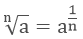 ⁿ√a = a^(1/n)